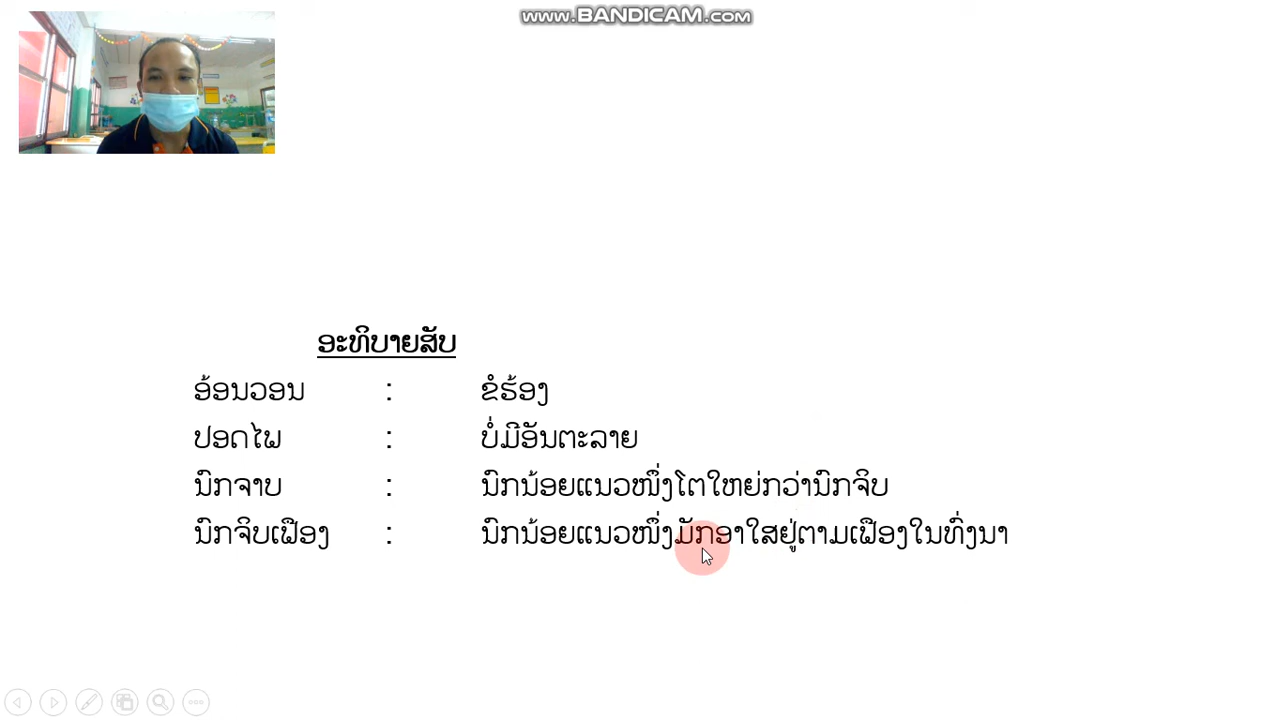 www.BANDICAM.com
ອະທິບາຍສັບ
ອ້ອນວອນ : ຂໍຮ້ອງ
ປອດໄພ : ບໍ່ມີອັນຕະລາຍ
ນົກຈາບ : ນົກນ້ອຍແນວໜຶ່ງໂຕໃຫຍ່ກວ່ານົກຈິບ
ນົກຈິບເຟືອງ : ນົກນ້ອຍແນວໜຶ່ງມັກອາໃສຢູ່ຕາມເຟືອງໃນທົ່ງນາ